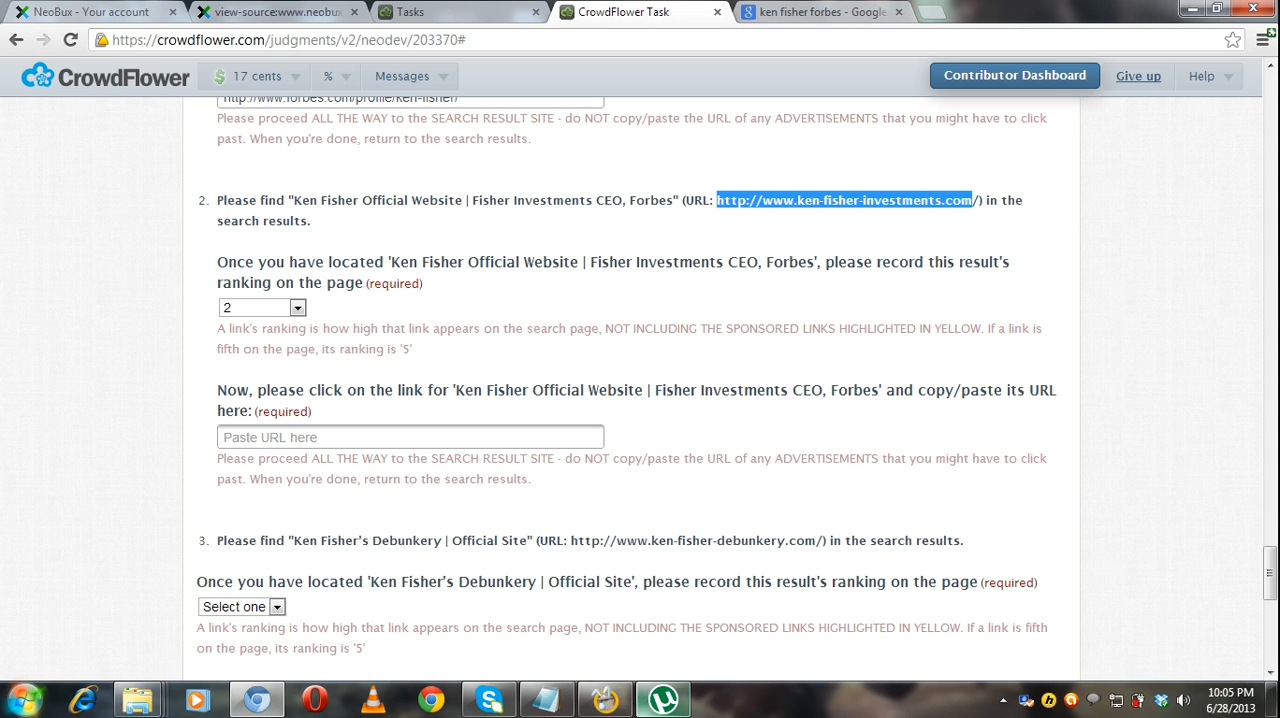 NeoBux - Your account
view-source:www.neobux
Tasks
CrowdFlower Task
ken fisher forbes - Google
https://crowdflower.com/judgments/v2/neodev/203370#
CrowdFlower
$ 17 cents
%
Messages
Contributor Dashboard
Give up
Help
http://www.forbes.com/profile/ken-fisher/
Please proceed ALL THE WAY to the SEARCH RESULT SITE - do NOT copy/paste the URL of any ADVERTISEMENTS that you might have to click
past. When you're done, return to the search results.
2. Please find "Ken Fisher Official Website | Fisher Investments CEO, Forbes" (URL: http://www.ken-fisher-investments.com/) in the
search results.
Once you have located 'Ken Fisher Official Website | Fisher Investments CEO, Forbes', please record this result's
ranking on the page (required)
2
A link's ranking is how high that link appears on the search page, NOT INCLUDING THE SPONSORED LINKS HIGHLIGHTED IN YELLOW. If a link is
fifth on the page, its ranking is '5'
Now, please click on the link for 'Ken Fisher Official Website | Fisher Investments CEO, Forbes' and copy/paste its URL
here: (required)
Paste URL here
Please proceed ALL THE WAY to the SEARCH RESULT SITE - do NOT copy/paste the URL of any ADVERTISEMENTS that you might have to click
past. When you're done, return to the search results.
3. Please find "Ken Fisher's Debunkery | Official Site" (URL: http://www.ken-fisher-debunkery.com/) in the search results.
Once you have located 'Ken Fisher's Debunkery | Official Site', please record this result's ranking on the page (required)
Select one
A link's ranking is how high that link appears on the search page, NOT INCLUDING THE SPONSORED LINKS HIGHLIGHTED IN YELLOW. If a link is fifth
on the page, its ranking is '5'
10:05 PM
6/28/2013